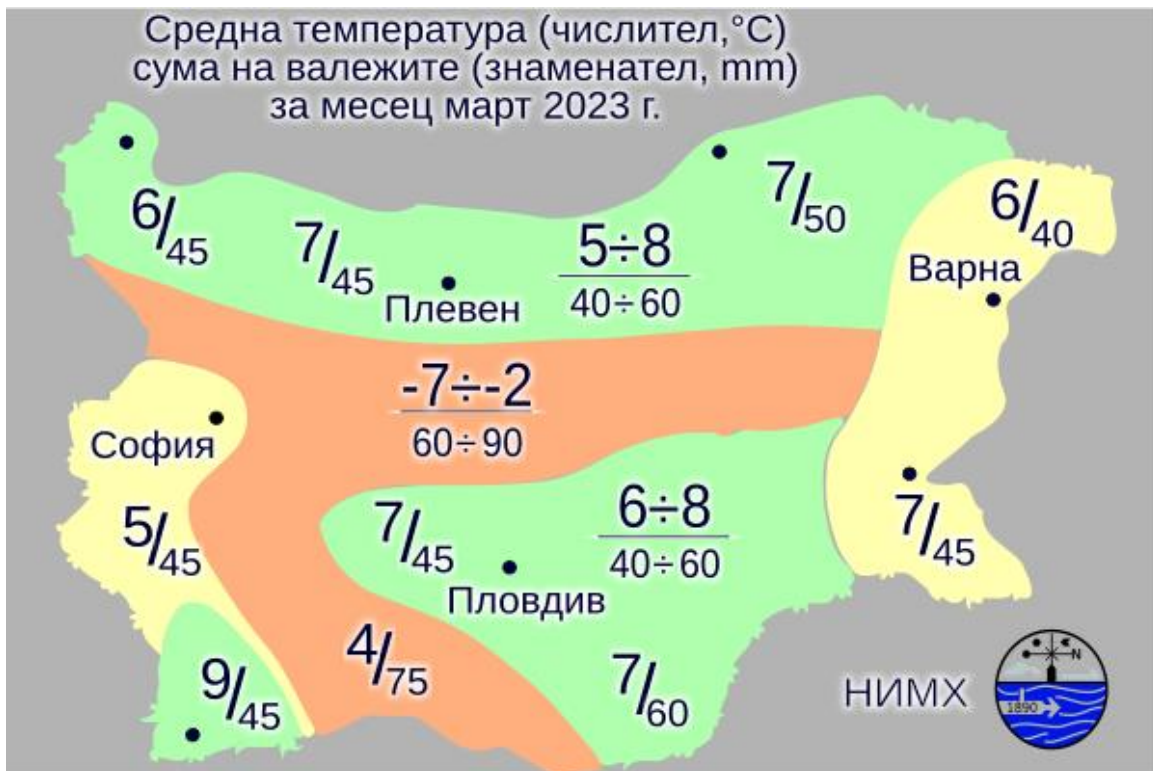 Средна температура (числител,°C)
сума на валежите (знаменател, mm)
за месец март 2023 г.
6/45
7/45
Плевен
5÷8
40÷60
7/50
6/40
Варна
-7÷-2
60÷90
София
5/45
7/45
Пловдив
6÷8
40÷60
7/45
9/45
4/75
7/60
НИМХ
N
1890